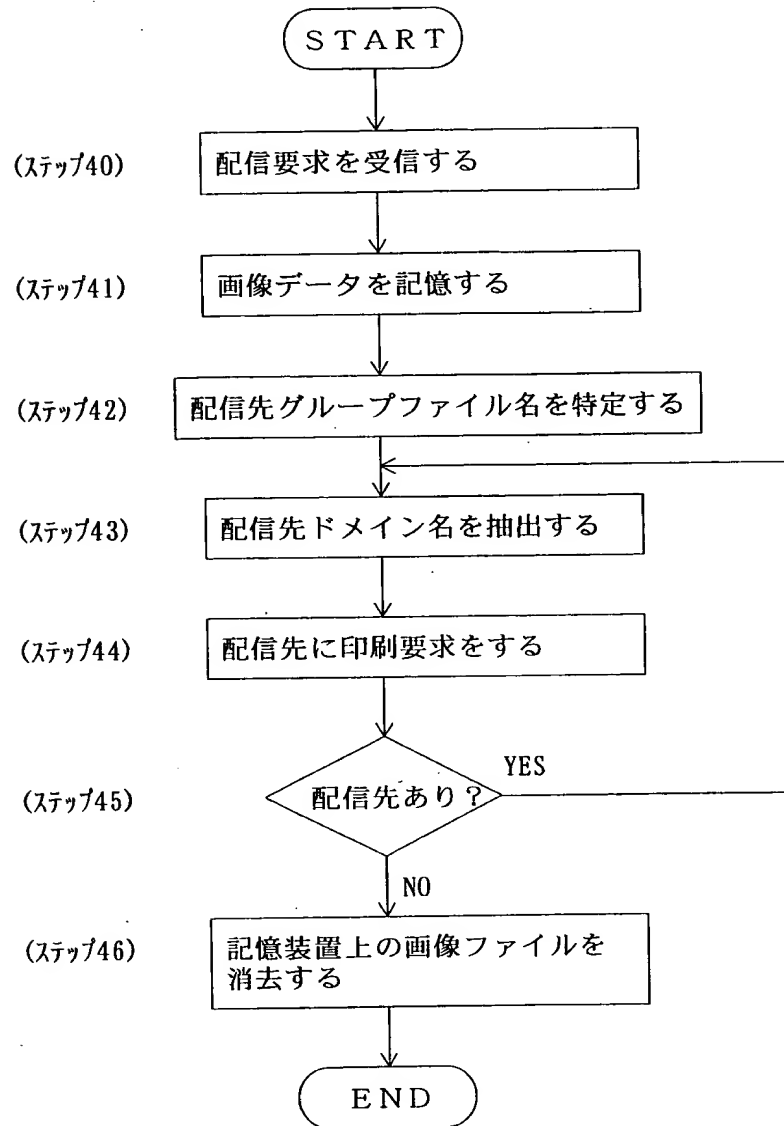 START
(ステップ40)
配信要求を受信する
(ステップ41)
画像データを記憶する
(ステップ42)
配信先グループファイル名を特定する
(ステップ43)
配信先ドメイン名を抽出する
(ステップ44)
配信先に印刷要求をする
(ステップ45)
配信先あり?
YES
NO
(ステップ46)
記憶装置上の画像ファイルを
消去する
END